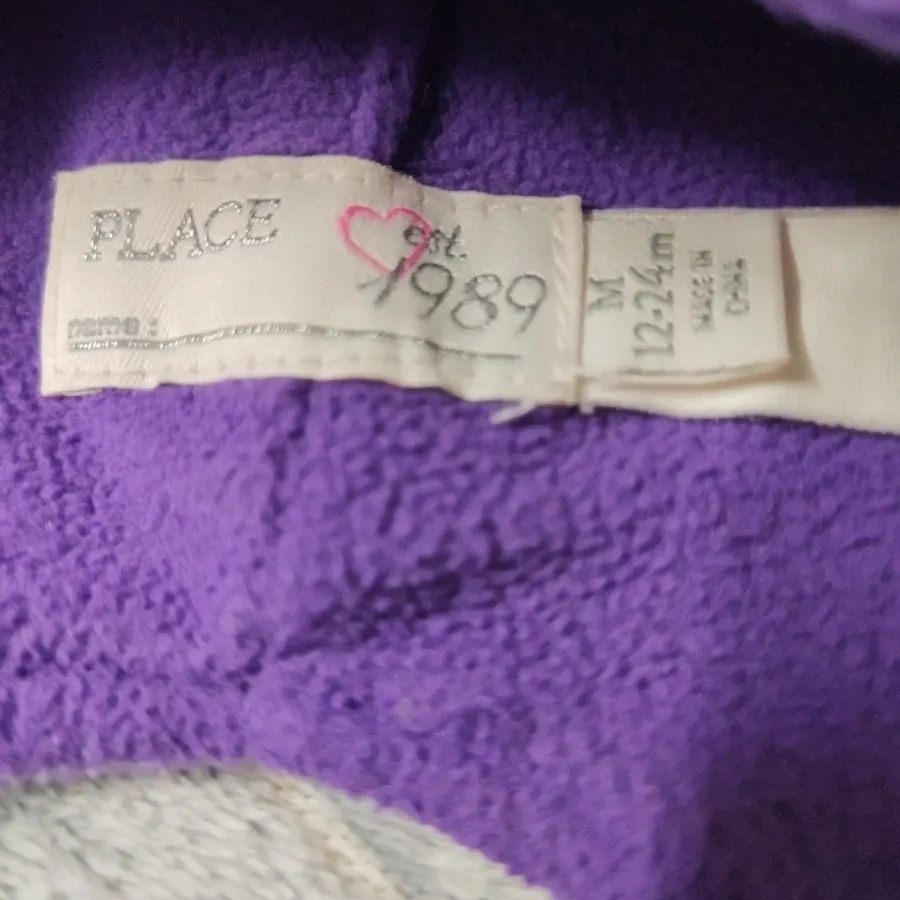 PLACE
est.
1989
name :
M
12-24m
MADE IN
CHINA